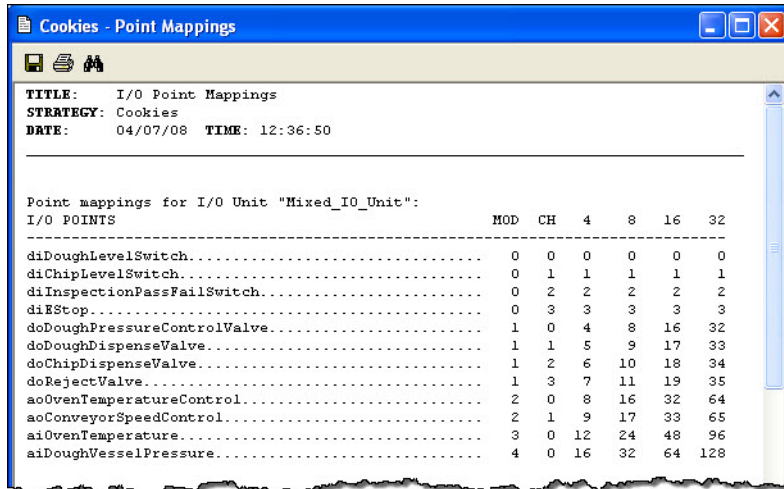 Cookies - Point Mappings
TITLE: I/O Point Mappings
STRATEGY: Cookies
DATE: 04/07/08 TIME: 12:36:50
Point mappings for I/O Unit "Mixed_IO_Unit":
I/O POINTS MOD CH 4 8 16 32
diDoughLevelSwitch................................ 0 0 0 0 0 0
diChipLevelSwitch................................. 0 1 1 1 1 1
diInspectionPassFailSwitch........................ 0 2 2 2 2 2
diEStop........................................... 0 3 3 3 3 3
doDoughPressureControlValve....................... 1 0 4 8 16 32
doDoughDispenseValve.............................. 1 1 5 9 17 33
doChipDispenseValve............................... 1 2 6 10 18 34
doRejectValve..................................... 1 3 7 11 19 35
aoOvenTemperatureControl.......................... 2 0 8 16 32 64
aoConveyorSpeedControl............................ 2 1 9 17 33 65
aiOvenTemperature................................. 3 0 12 24 48 96
aiDoughVesselPressure............................. 4 0 16 32 64 128